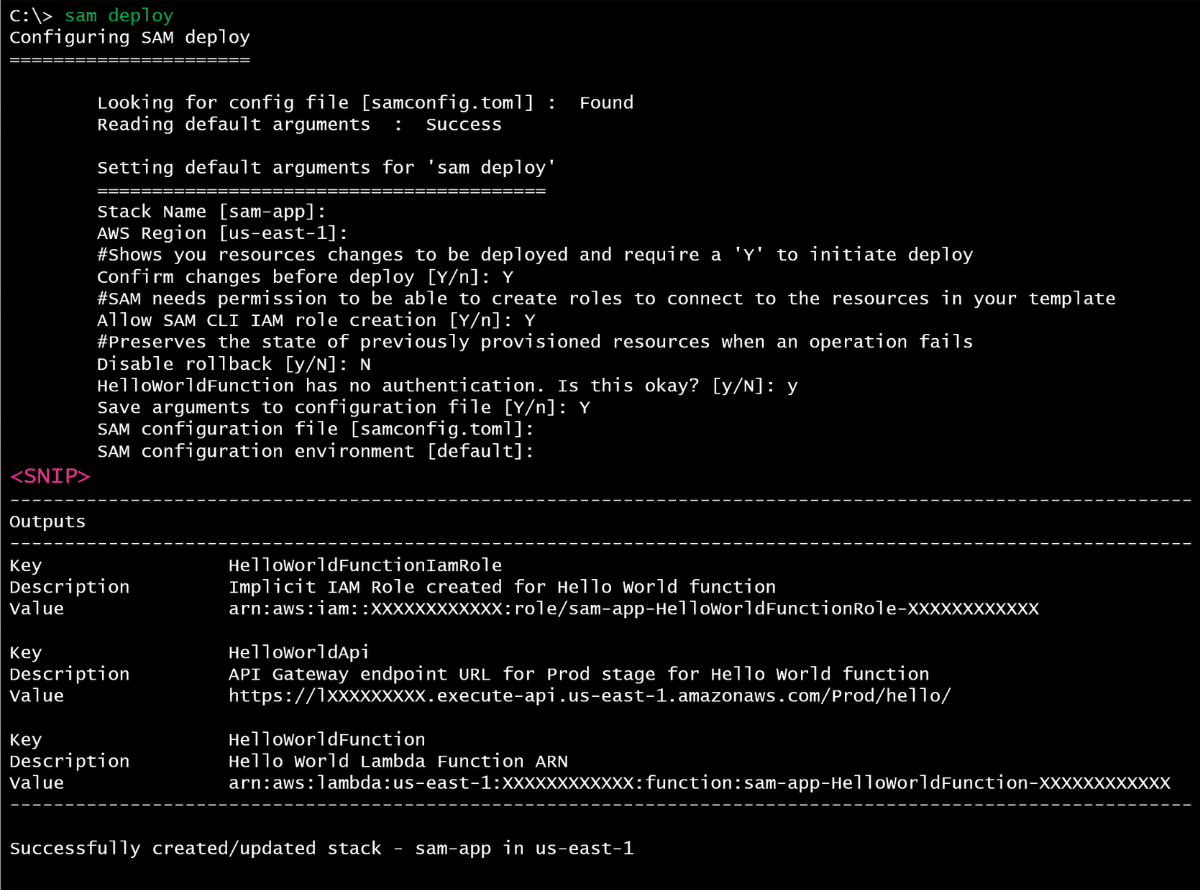 C:\> sam deploy
Configuring SAM deploy
======================
Looking for config file [samconfig.toml] :  Found
Reading default arguments  :  Success
Setting default arguments for 'sam deploy'
=========================================
Stack Name [sam-app]:
AWS Region [us-east-1]:
#Shows you resources changes to be deployed and require a 'Y' to initiate deploy
Confirm changes before deploy [Y/n]: Y
#SAM needs permission to be able to create roles to connect to the resources in your template
Allow SAM CLI IAM role creation [Y/n]: Y
#Preserves the state of previously provisioned resources when an operation fails
Disable rollback [y/N]: N
HelloWorldFunction has no authentication. Is this okay? [y/N]: y
Save arguments to configuration file [Y/n]: Y
SAM configuration file [samconfig.toml]:
SAM configuration environment [default]:
<SNIP>
------------------------------------------------------------------------------------------------------------
Outputs
------------------------------------------------------------------------------------------------------------
Key                 HelloWorldFunctionIamRole
Description         Implicit IAM Role created for Hello World function
Value               arn:aws:iam::XXXXXXXXXXXX:role/sam-app-HelloWorldFunctionRole-XXXXXXXXXXXX
Key                 HelloWorldApi
Description         API Gateway endpoint URL for Prod stage for Hello World function
Value               https://lXXXXXXXXX.execute-api.us-east-1.amazonaws.com/Prod/hello/
Key                 HelloWorldFunction
Description         Hello World Lambda Function ARN
Value               arn:aws:lambda:us-east-1:XXXXXXXXXXXX:function:sam-app-HelloWorldFunction-XXXXXXXXXXXX
------------------------------------------------------------------------------------------------------------
Successfully created/updated stack - sam-app in us-east-1